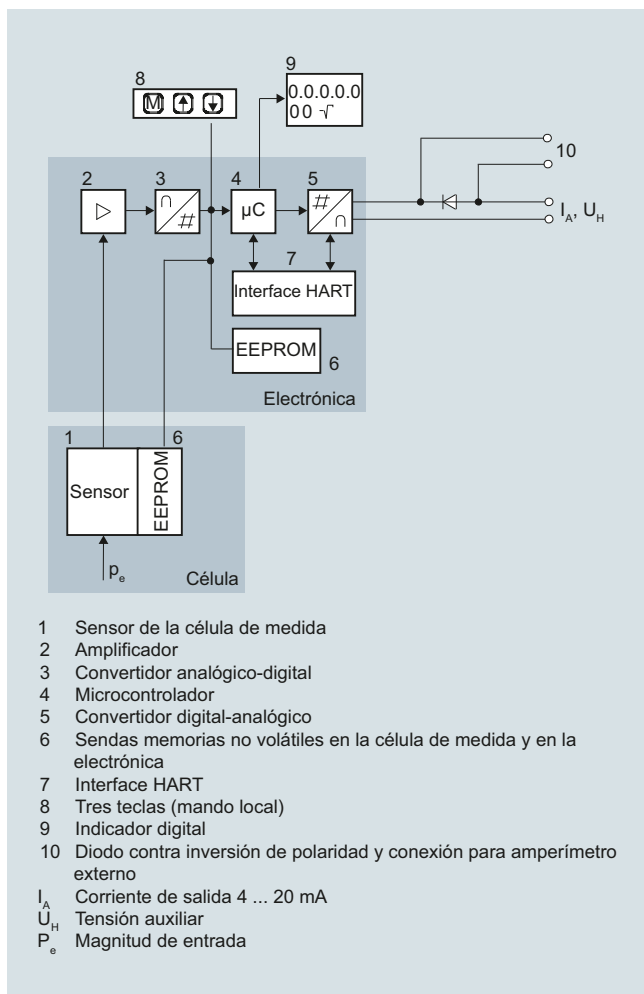 8
M
9
0.0.0.0.0
00 √
2
3
4
5
10
∩
#
µC
#
∩
I_A, U_H
7
Interface HART
EEPROM
6
Electrónica
1
6
Sensor
EEPROM
p_e
Célula
1 Sensor de la célula de medida
2 Amplificador
3 Convertidor analógico-digital
4 Microcontrolador
5 Convertidor digital-analógico
6 Sendas memorias no volátiles en la célula de medida y en la
electrónica
7 Interface HART
8 Tres teclas (mando local)
9 Indicador digital
10 Diodo contra inversión de polaridad y conexión para amperímetro
externo
I_A Corriente de salida 4 ... 20 mA
U_H Tensión auxiliar
P_e Magnitud de entrada